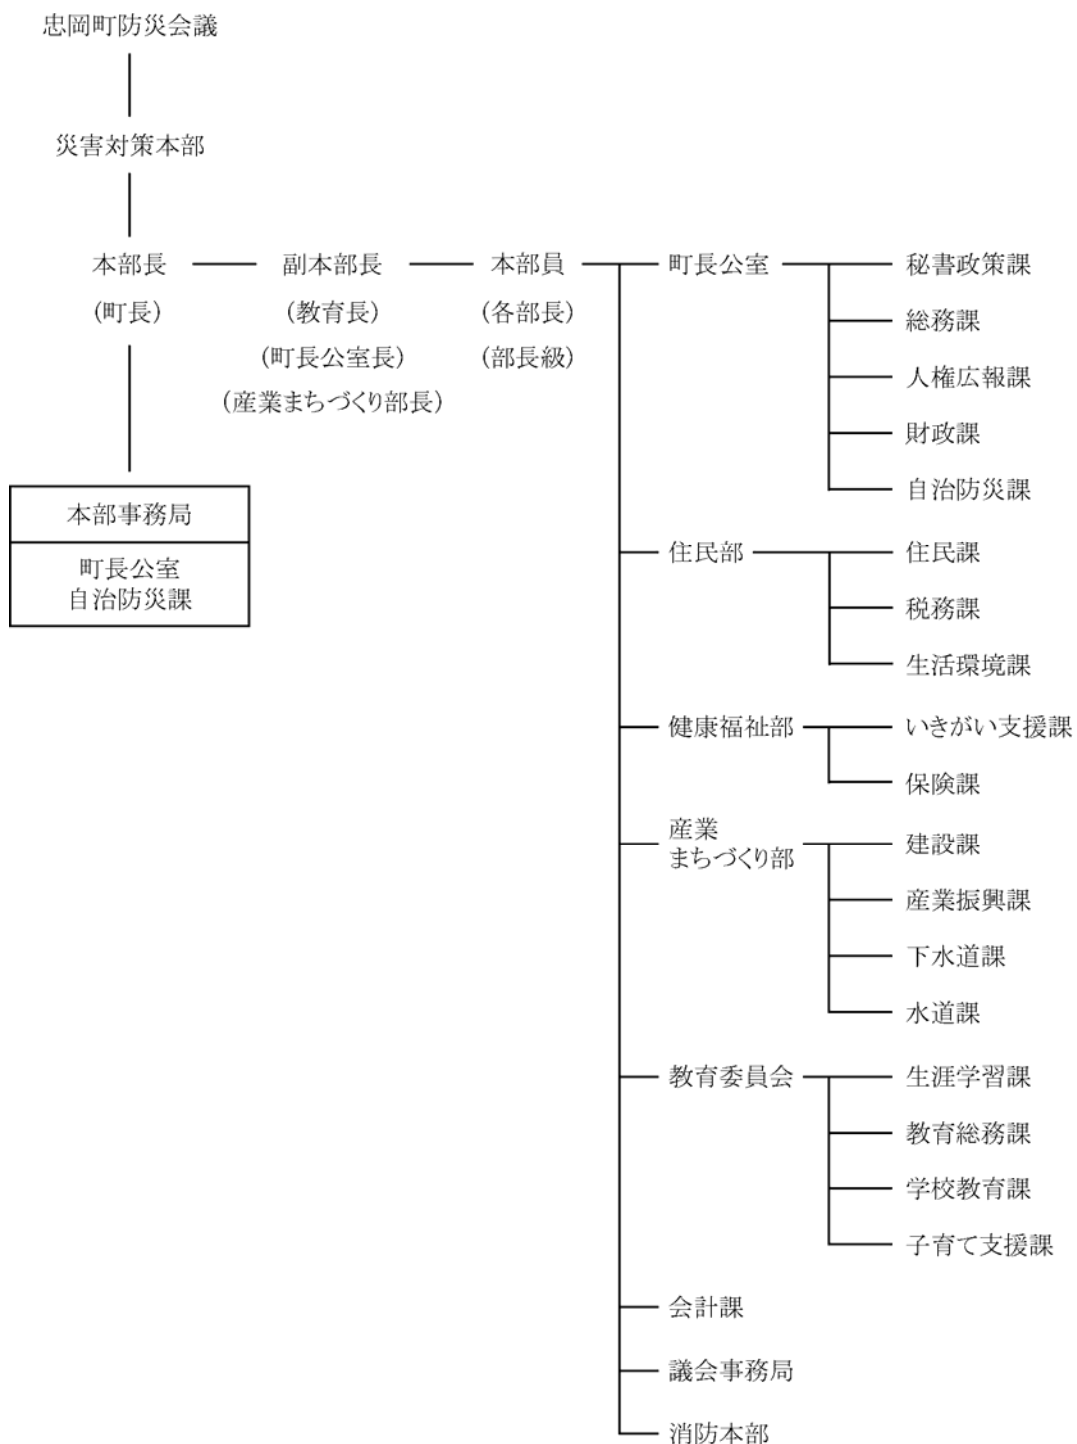 忠岡町防災会議
災害対策本部
本部長
(町長)
副本部長
(教育長)
(町長公室長)
(産業まちづくり部長)
本部員
(各部長)
(部長級)
本部事務局
町長公室
自治防災課
町長公室
秘書政策課
総務課
人権広報課
財政課
自治防災課
住民部
住民課
税務課
生活環境課
健康福祉部
いきがい支援課
保険課
産業
まちづくり部
建設課
産業振興課
下水道課
水道課
教育委員会
生涯学習課
教育総務課
学校教育課
子育て支援課
会計課
議会事務局
消防本部